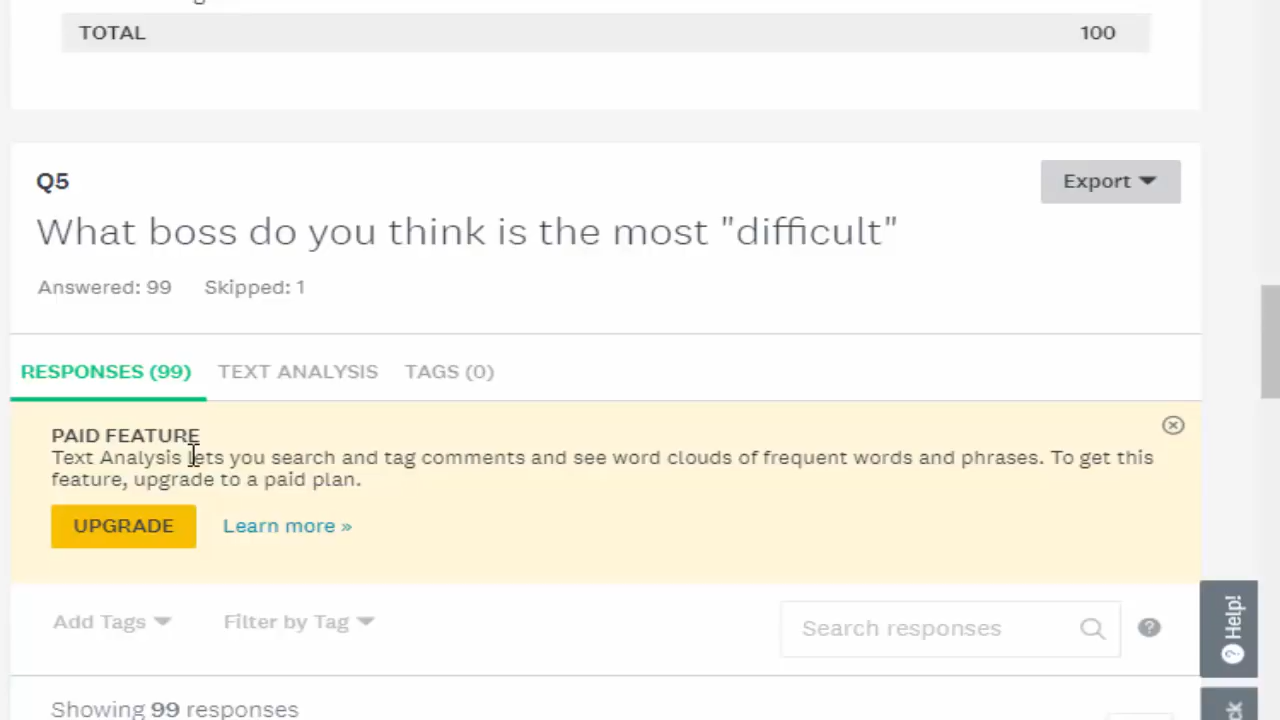 TOTAL 100
Q5
Export
What boss do you think is the most "difficult"
Answered: 99 Skipped: 1
RESPONSES (99) TEXT ANALYSIS TAGS (0)
PAID FEATURE
Text Analysis lets you search and tag comments and see word clouds of frequent words and phrases. To get this
feature, upgrade to a paid plan.
UPGRADE Learn more »
Add Tags Filter by Tag Search responses
Help!
Showing 99 responses